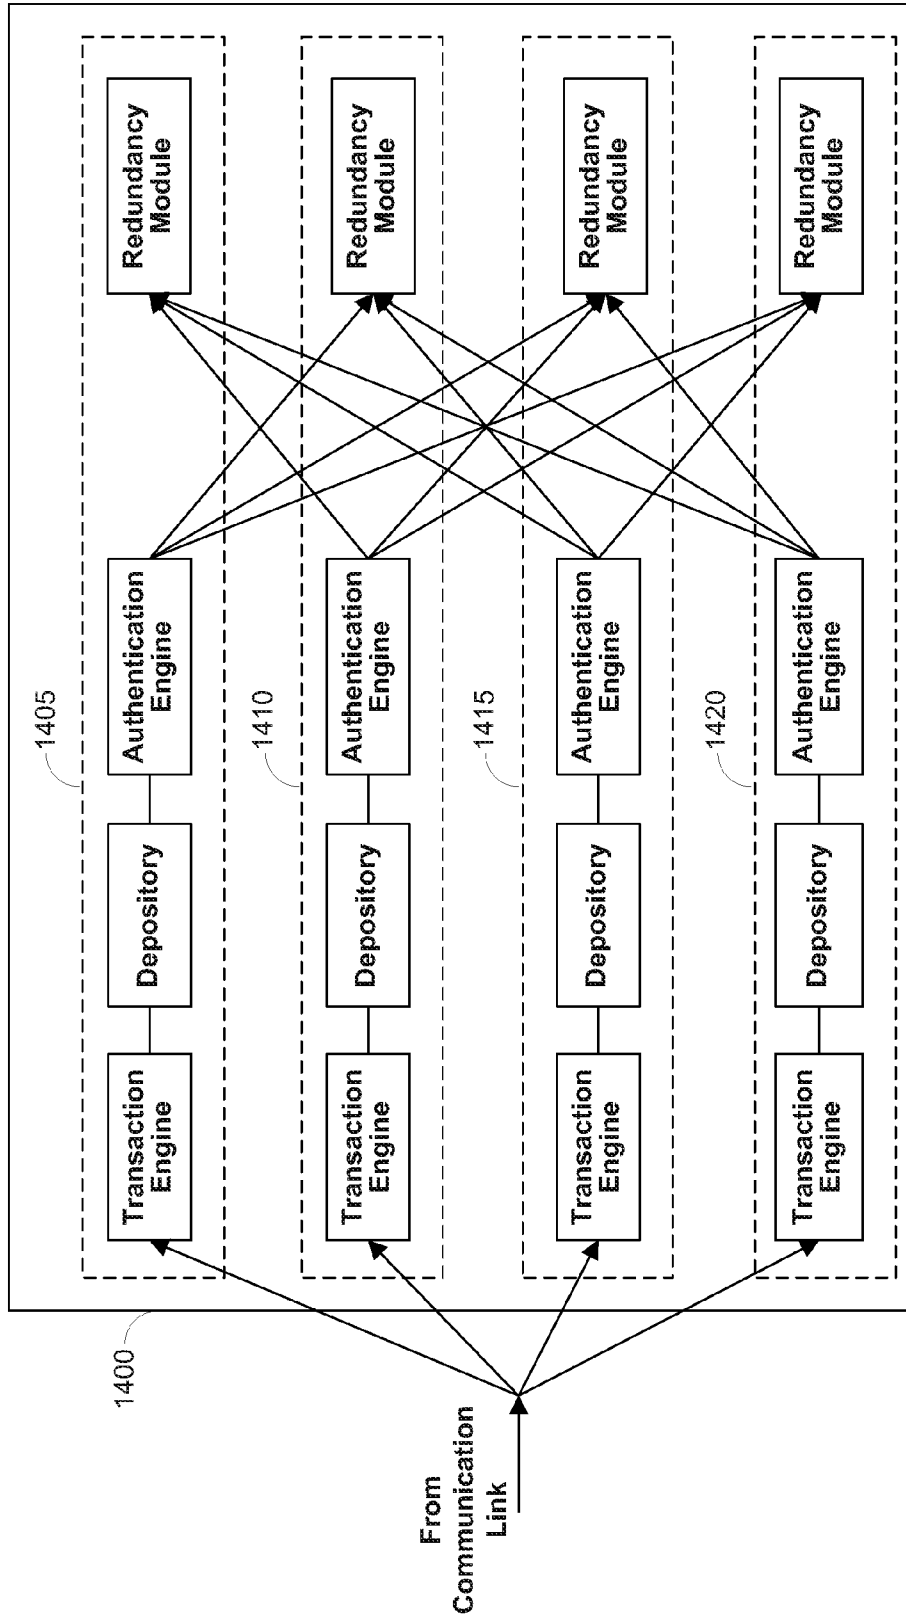 From
Communication
Link
1400
1405
Transaction
Engine
Depository
Authentication
Engine
Redundancy
Module
1410
Transaction
Engine
Depository
Authentication
Engine
Redundancy
Module
1415
Transaction
Engine
Depository
Authentication
Engine
Redundancy
Module
1420
Transaction
Engine
Depository
Authentication
Engine
Redundancy
Module